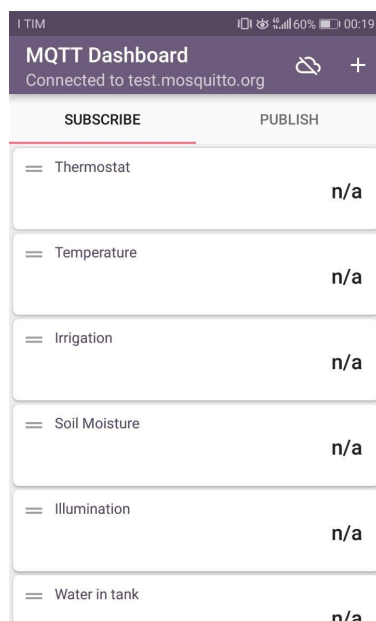 I TIM 60% 00:19
MQTT Dashboard
Connected to test.mosquitto.org
SUBSCRIBE PUBLISH
Thermostat
n/a
Temperature
n/a
Irrigation
n/a
Soil Moisture
n/a
Illumination
n/a
Water in tank
n/a